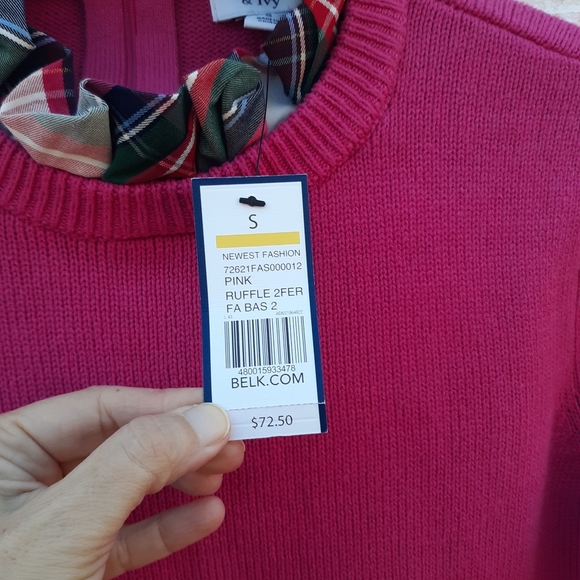 & Ivy
S
S
NEWEST FASHION
72621FAS000012
PINK
RUFFLE 2FER
FA BAS 2
480015933478
BELK.COM
$72.50